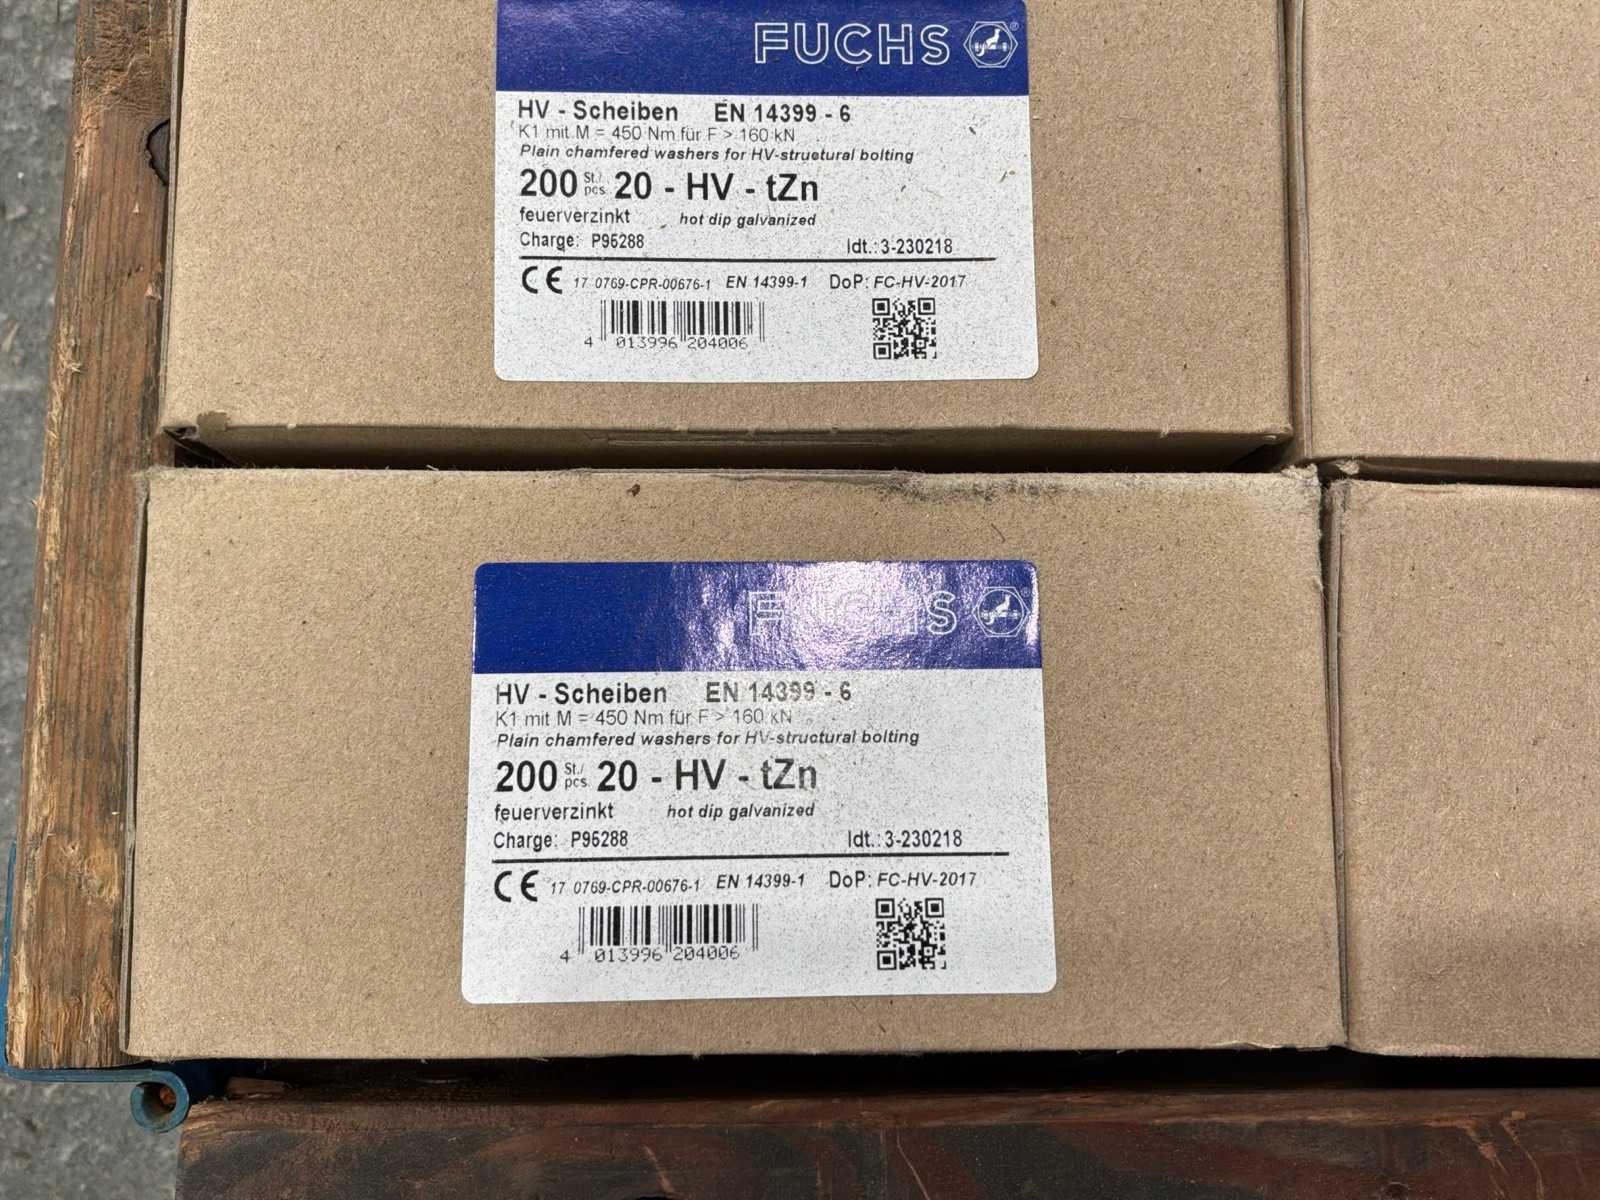 FUCHS ®
HV - Scheiben EN 14399 - 6
K1 mit M = 450 Nm für F > 160 kN
Plain chamfered washers for HV-structural bolting
200 St./pcs. 20 - HV - tZn
feuerverzinkt hot dip galvanized
Charge: P96288 Idt.: 3-230218
CE 17 0769-CPR-00676-1 EN 14399-1 DoP: FC-HV-2017
4 013996 204006
FUCHS ®
HV - Scheiben EN 14399 - 6
K1 mit M = 450 Nm für F > 160 kN
Plain chamfered washers for HV-structural bolting
200 St./pcs. 20 - HV - tZn
feuerverzinkt hot dip galvanized
Charge: P96288 Idt.: 3-230218
CE 17 0769-CPR-00676-1 EN 14399-1 DoP: FC-HV-2017
4 013996 204006